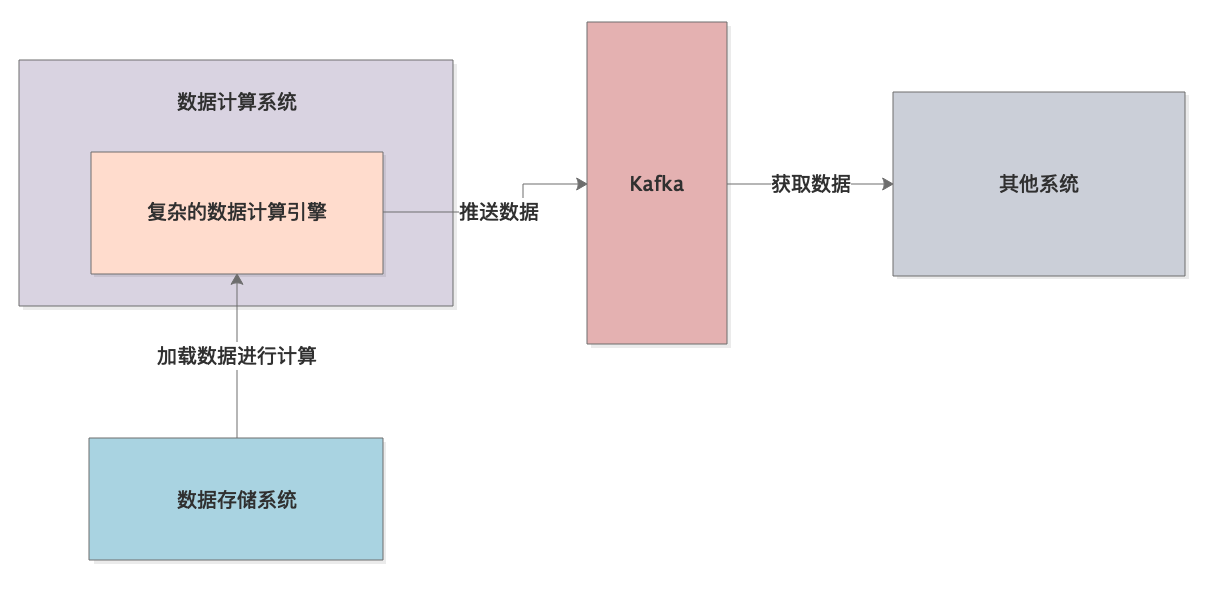 数据计算系统
复杂的数据计算引擎
推送数据
Kafka
获取数据
其他系统
加载数据进行计算
数据存储系统